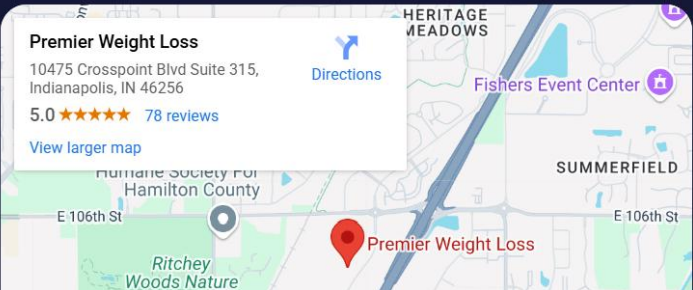 HERITAGE
MEADOWS
Premier Weight Loss
10475 Crosspoint Blvd Suite 315,
Indianapolis, IN 46256
Directions
5.0 78 reviews
View larger map
Fishers Event Center
Humane Society For
Hamilton County
SUMMERFIELD
E 106th St
E 106th St
Premier Weight Loss
Ritchey
Woods Nature